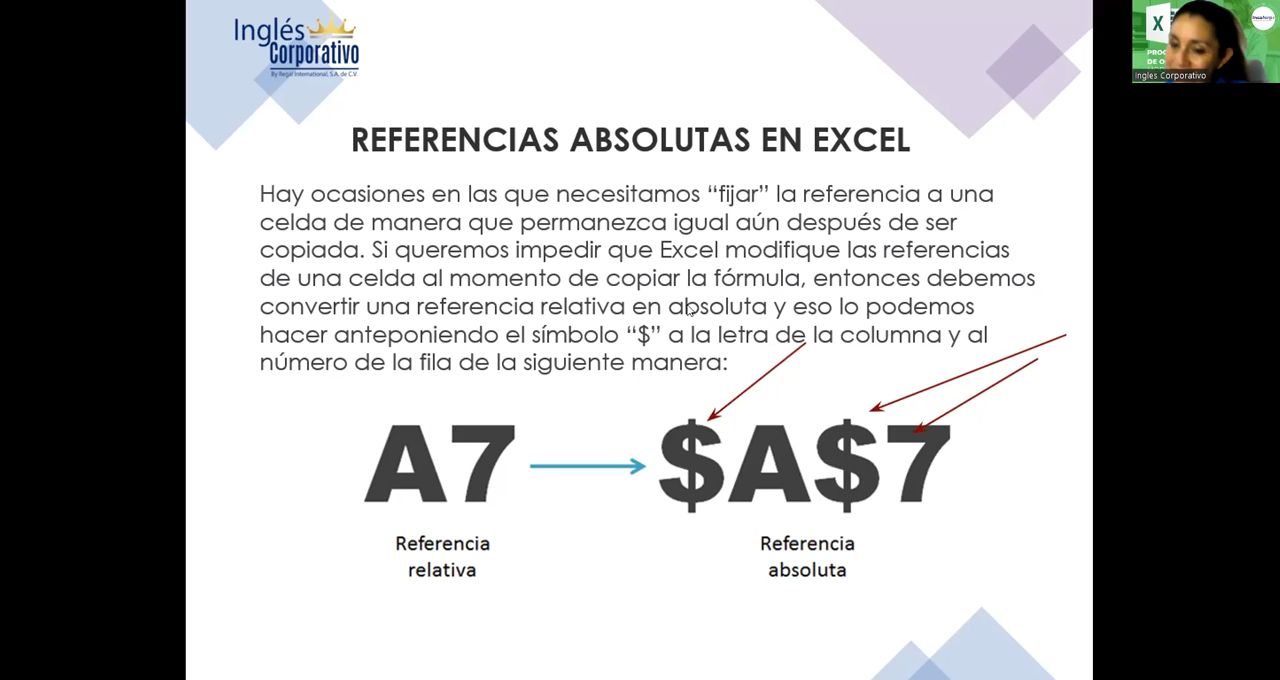 Inglés
Corporativo
By Regal International, S.A. de C.V.
REFERENCIAS ABSOLUTAS EN EXCEL
Hay ocasiones en las que necesitamos “fijar” la referencia a una
celda de manera que permanezca igual aún después de ser
copiada. Si queremos impedir que Excel modifique las referencias
de una celda al momento de copiar la fórmula, entonces debemos
convertir una referencia relativa en absoluta y eso lo podemos
hacer anteponiendo el símbolo “$” a la letra de la columna y al
número de la fila de la siguiente manera:
A7 $A$7
Referencia
relativa
Referencia
absoluta
X
Ingles Corporativo